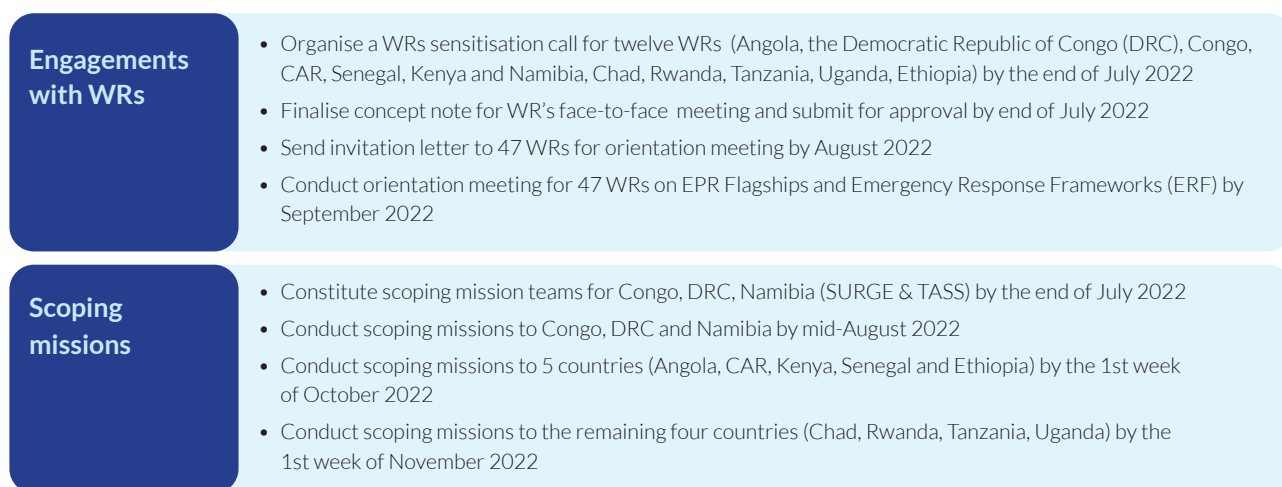 Engagements
with WRs
• Organise a WRs sensitisation call for twelve WRs (Angola, the Democratic Republic of Congo (DRC), Congo,
CAR, Senegal, Kenya and Namibia, Chad, Rwanda, Tanzania, Uganda, Ethiopia) by the end of July 2022
• Finalise concept note for WR’s face-to-face meeting and submit for approval by end of July 2022
• Send invitation letter to 47 WRs for orientation meeting by August 2022
• Conduct orientation meeting for 47 WRs on EPR Flagships and Emergency Response Frameworks (ERF) by
September 2022
Scoping
missions
• Constitute scoping mission teams for Congo, DRC, Namibia (SURGE & TASS) by the end of July 2022
• Conduct scoping missions to Congo, DRC and Namibia by mid-August 2022
• Conduct scoping missions to 5 countries (Angola, CAR, Kenya, Senegal and Ethiopia) by the 1st week
of October 2022
• Conduct scoping missions to the remaining four countries (Chad, Rwanda, Tanzania, Uganda) by the
1st week of November 2022